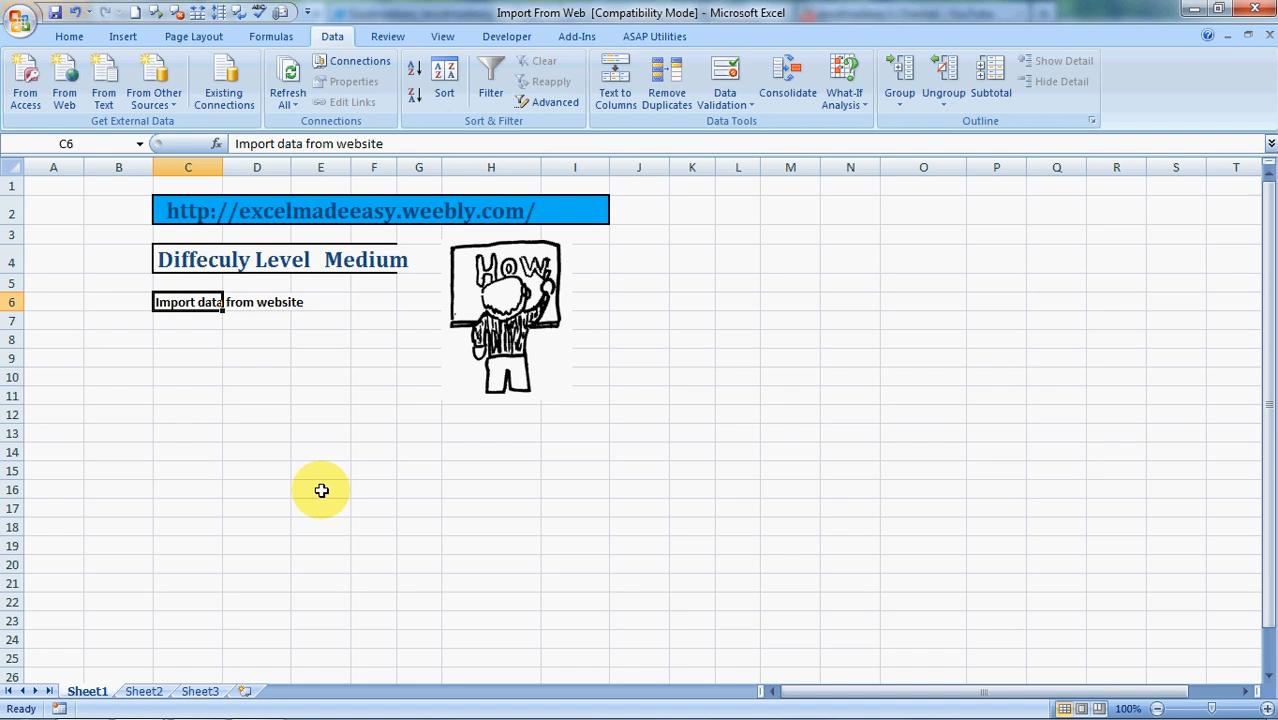 Import From Web [Compatibility Mode] - Microsoft Excel
Home Insert Page Layout Formulas Data Review View Developer Add-Ins ASAP Utilities
From Access
From Web
From Text
From Other Sources
Existing Connections
Get External Data
Refresh All
Connections
Properties
Edit Links
Connections
Sort
Filter
Clear
Reapply
Advanced
Sort & Filter
Text to Columns
Remove Duplicates
Data Validation
Consolidate
What-If Analysis
Data Tools
Group
Ungroup
Subtotal
Show Detail
Hide Detail
Outline
C6 fx Import data from website
A B C D E F G H I J K L M N O P Q R S T
1
2 http://excelmadeeasy.weebly.com/
3
4 Diffeculy Level Medium
HOW
5
6 Import data from website
7
8
9
10
11
12
13
14
15
16
17
18
19
20
21
22
23
24
25
26
Sheet1 Sheet2 Sheet3
Ready 100%